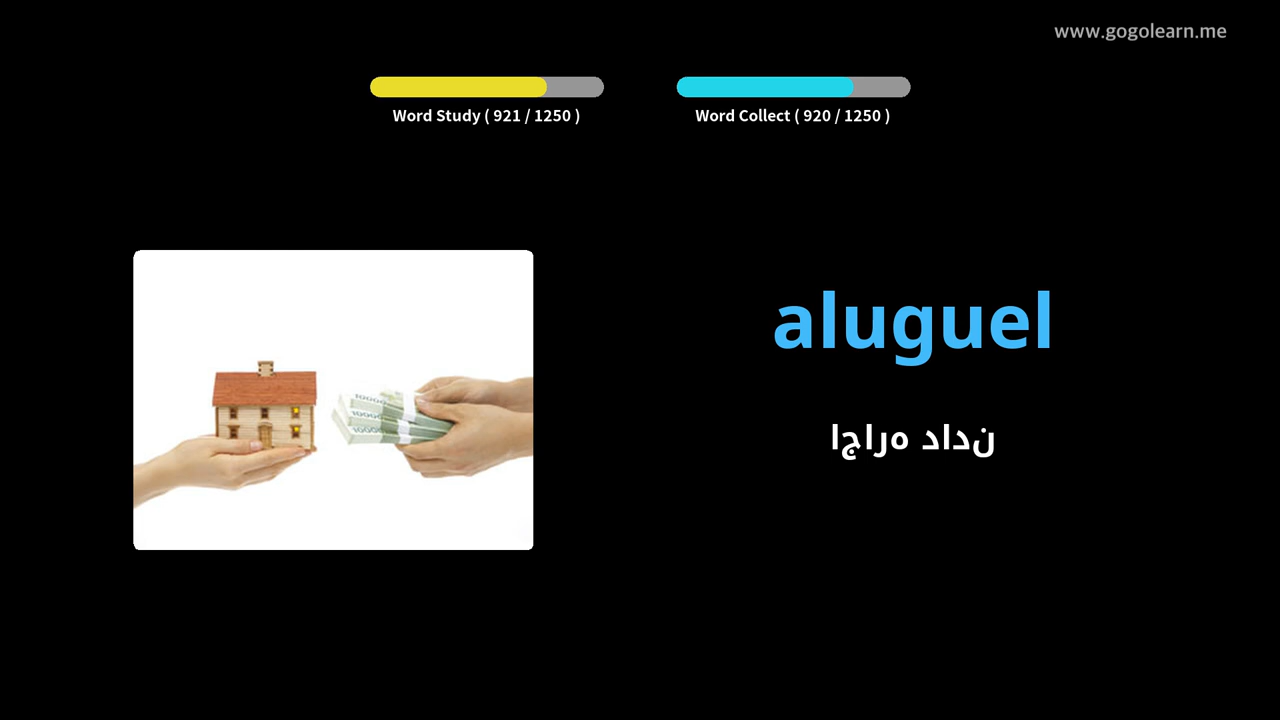 www.gogolearn.me
Word Study ( 921 / 1250 )
Word Collect ( 920 / 1250 )
aluguel
اجاره دادن